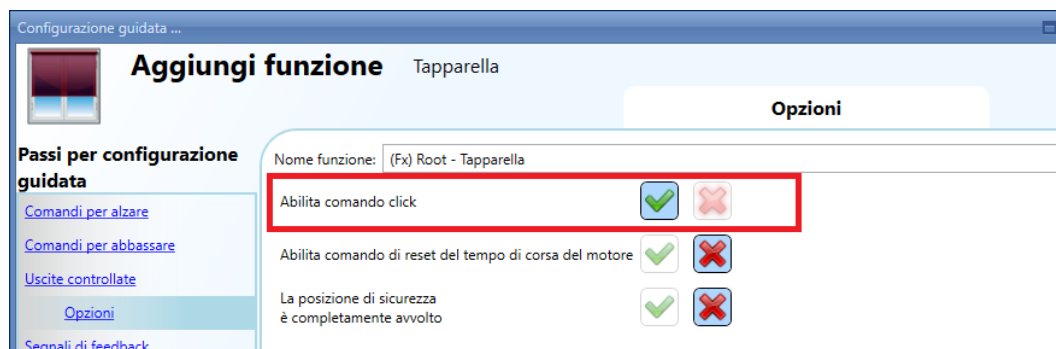 Configurazione guidata ...
Aggiungi funzione Tapparella
Opzioni
Passi per configurazione
guidata
Comandi per alzare
Comandi per abbassare
Uscite controllate
Opzioni
Segnali di feedback
Nome funzione: (Fx) Root - Tapparella
Abilita comando click
Abilita comando di reset del tempo di corsa del motore
La posizione di sicurezza
è completamente avvolto